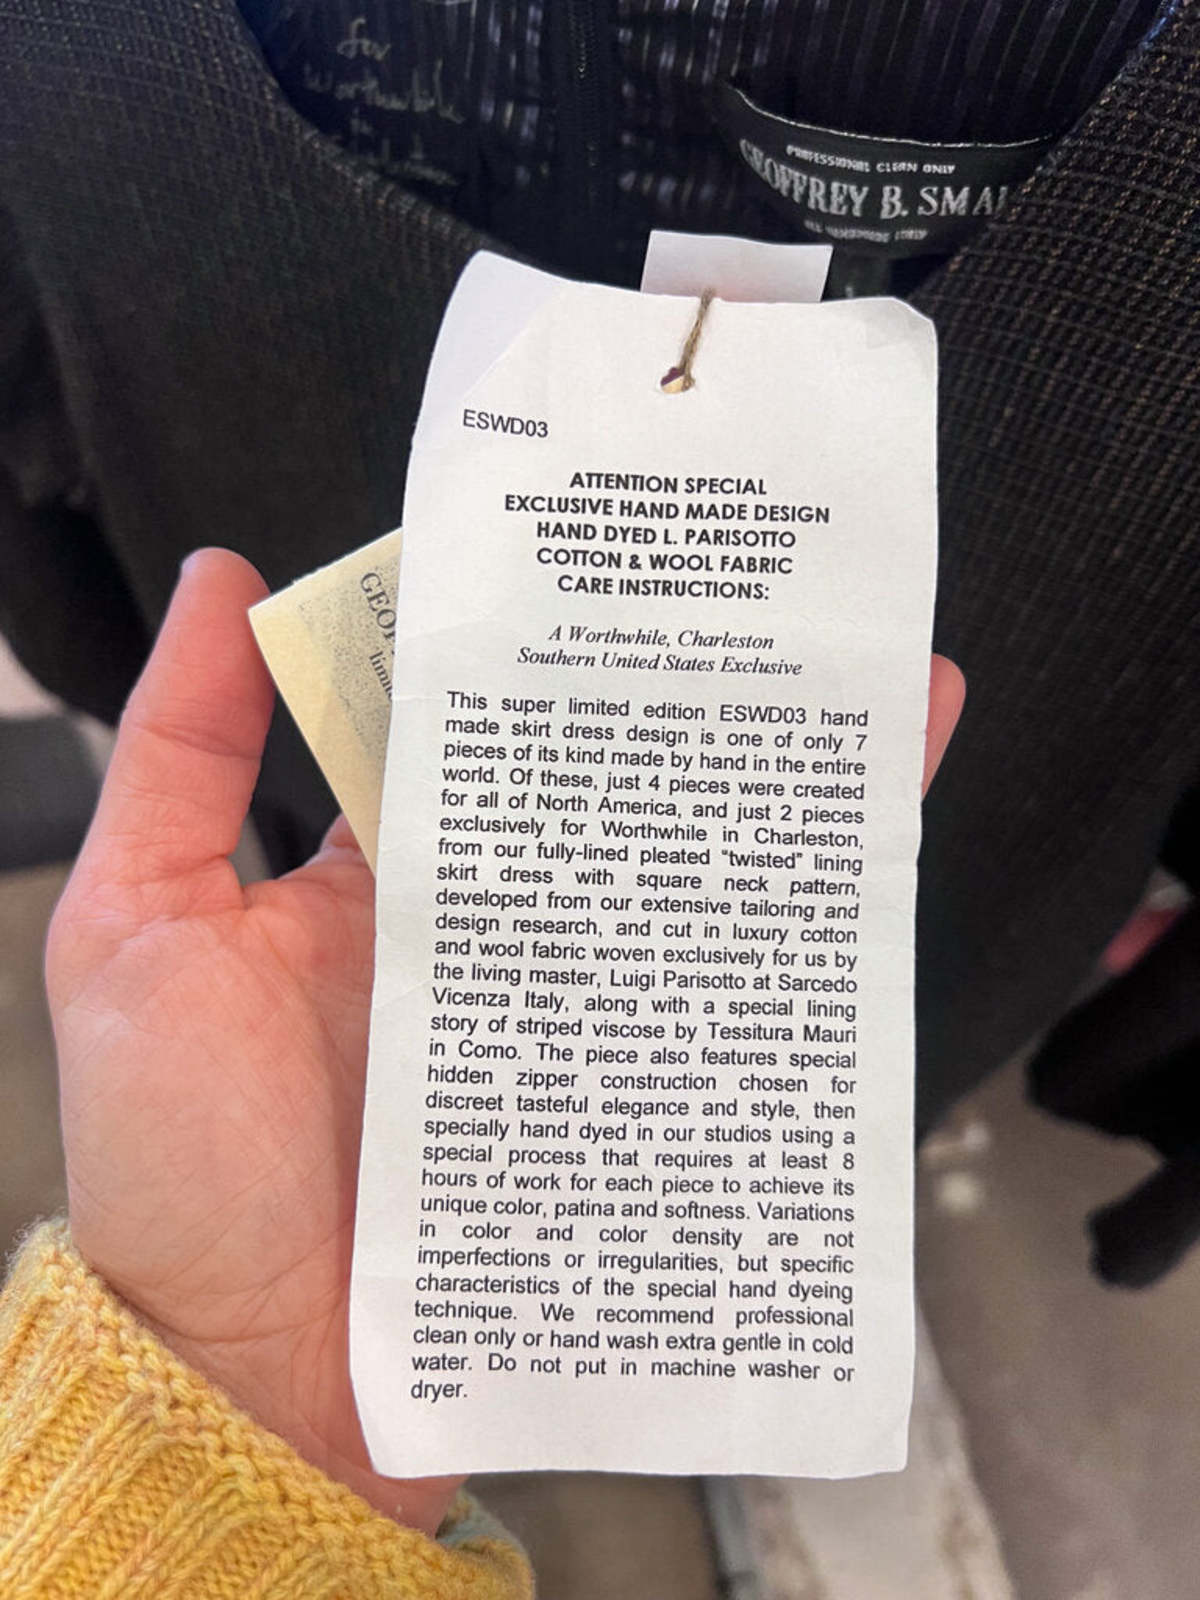 for
worthwhile
PROFESSIONAL CLEAN ONLY
GEOFFREY B. SMAL
ESWD03
ATTENTION SPECIAL
EXCLUSIVE HAND MADE DESIGN
HAND DYED L. PARISOTTO
COTTON & WOOL FABRIC
CARE INSTRUCTIONS:
A Worthwhile, Charleston
Southern United States Exclusive
This super limited edition ESWD03 hand
made skirt dress design is one of only 7
pieces of its kind made by hand in the entire
world. Of these, just 4 pieces were created
for all of North America, and just 2 pieces
exclusively for Worthwhile in Charleston,
from our fully-lined pleated "twisted" lining
skirt dress with square neck pattern,
developed from our extensive tailoring and
design research, and cut in luxury cotton
and wool fabric woven exclusively for us by
the living master, Luigi Parisotto at Sarcedo
Vicenza Italy, along with a special lining
story of striped viscose by Tessitura Mauri
in Como. The piece also features special
hidden zipper construction chosen for
discreet tasteful elegance and style, then
specially hand dyed in our studios using a
special process that requires at least 8
hours of work for each piece to achieve its
unique color, patina and softness. Variations
in color and color density are not
imperfections or irregularities, but specific
characteristics of the special hand dyeing
technique. We recommend professional
clean only or hand wash extra gentle in cold
water. Do not put in machine washer or
dryer.
GEOF
limit